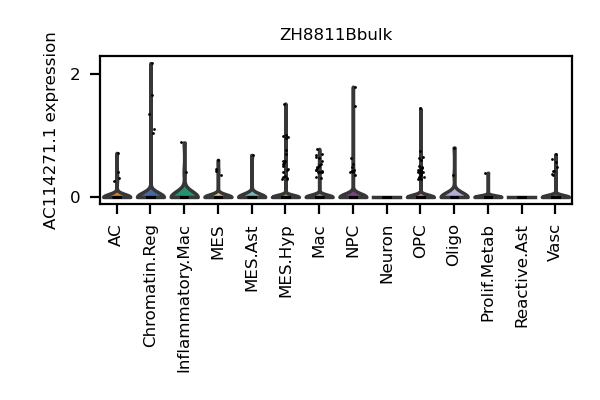 ZH8811Bbulk
AC114271.1 expression
2
0
AC
Chromatin.Reg
Inflammatory.Mac
MES
MES.Ast
MES.Hyp
Mac
NPC
Neuron
OPC
Oligo
Prolif.Metab
Reactive.Ast
Vasc